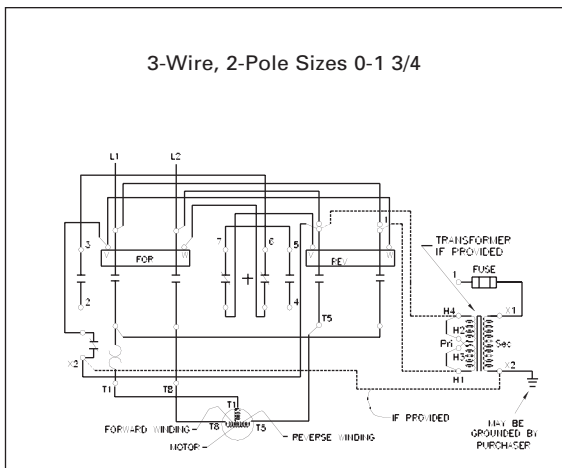 3-Wire, 2-Pole Sizes 0-1 3/4
L1 L2
3 7 6 5 1
V W V W
FOR REV
2 4
TRANSFORMER
IF PROVIDED
1 FUSE
T5
H4 X1
H2
Pri Sec
H3
X2 H1 X2
T1 T8
IF PROVIDED
T1
FORWARD WINDING
T8 T5
REVERSE WINDING
MOTOR
MAY BE
GROUNDED BY
PURCHASER